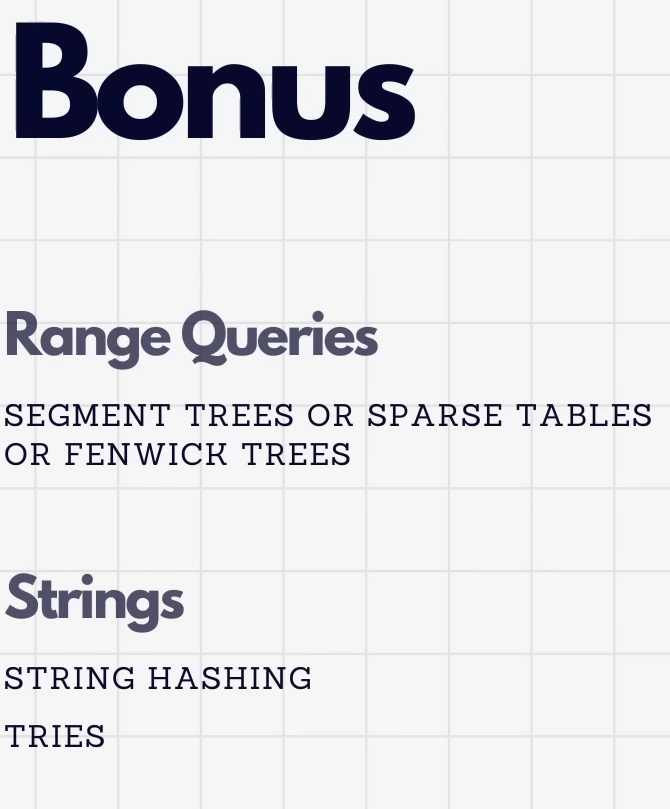 Bonus
Range Queries
SEGMENT TREES OR SPARSE TABLES
OR FENWICK TREES
Strings
STRING HASHING
TRIES